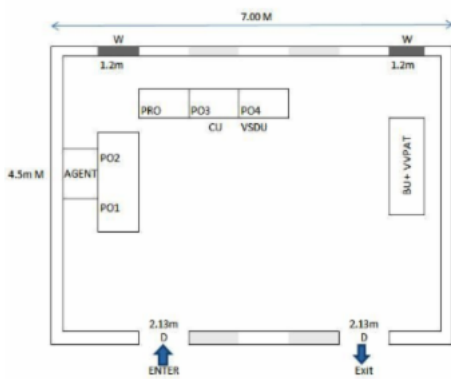 7.00 M
W
W
1.2m
1.2m
PRO
PO3
PO4
CU
VSDU
PO2
AGENT
PO1
4.5m M
BU+ VVPAT
2.13m
D
ENTER
2.13m
D
Exit